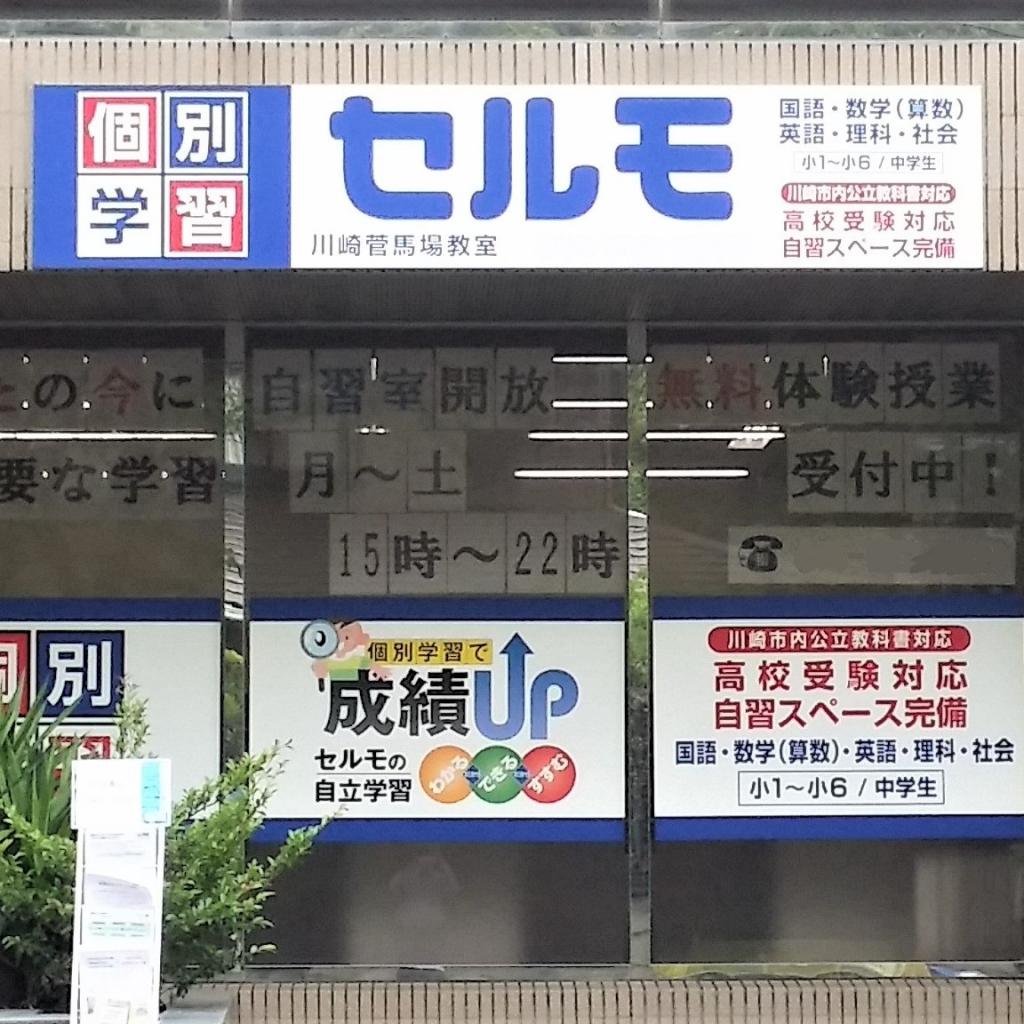 個別
学習
セルモ
川崎菅馬場教室
国語・数学(算数)
英語・理科・社会
小1〜小6 / 中学生
川崎市内公立教科書対応
高校受験対応
自習スペース完備
の今に
要な学習
自習室開放
月〜土
15時〜22時
無料体験授業
受付中!
別
個別学習で
成績UP
セルモの
自立学習
わかる できる すすむ
川崎市内公立教科書対応
高校受験対応
自習スペース完備
国語・数学(算数)・英語・理科・社会
小1〜小6 / 中学生